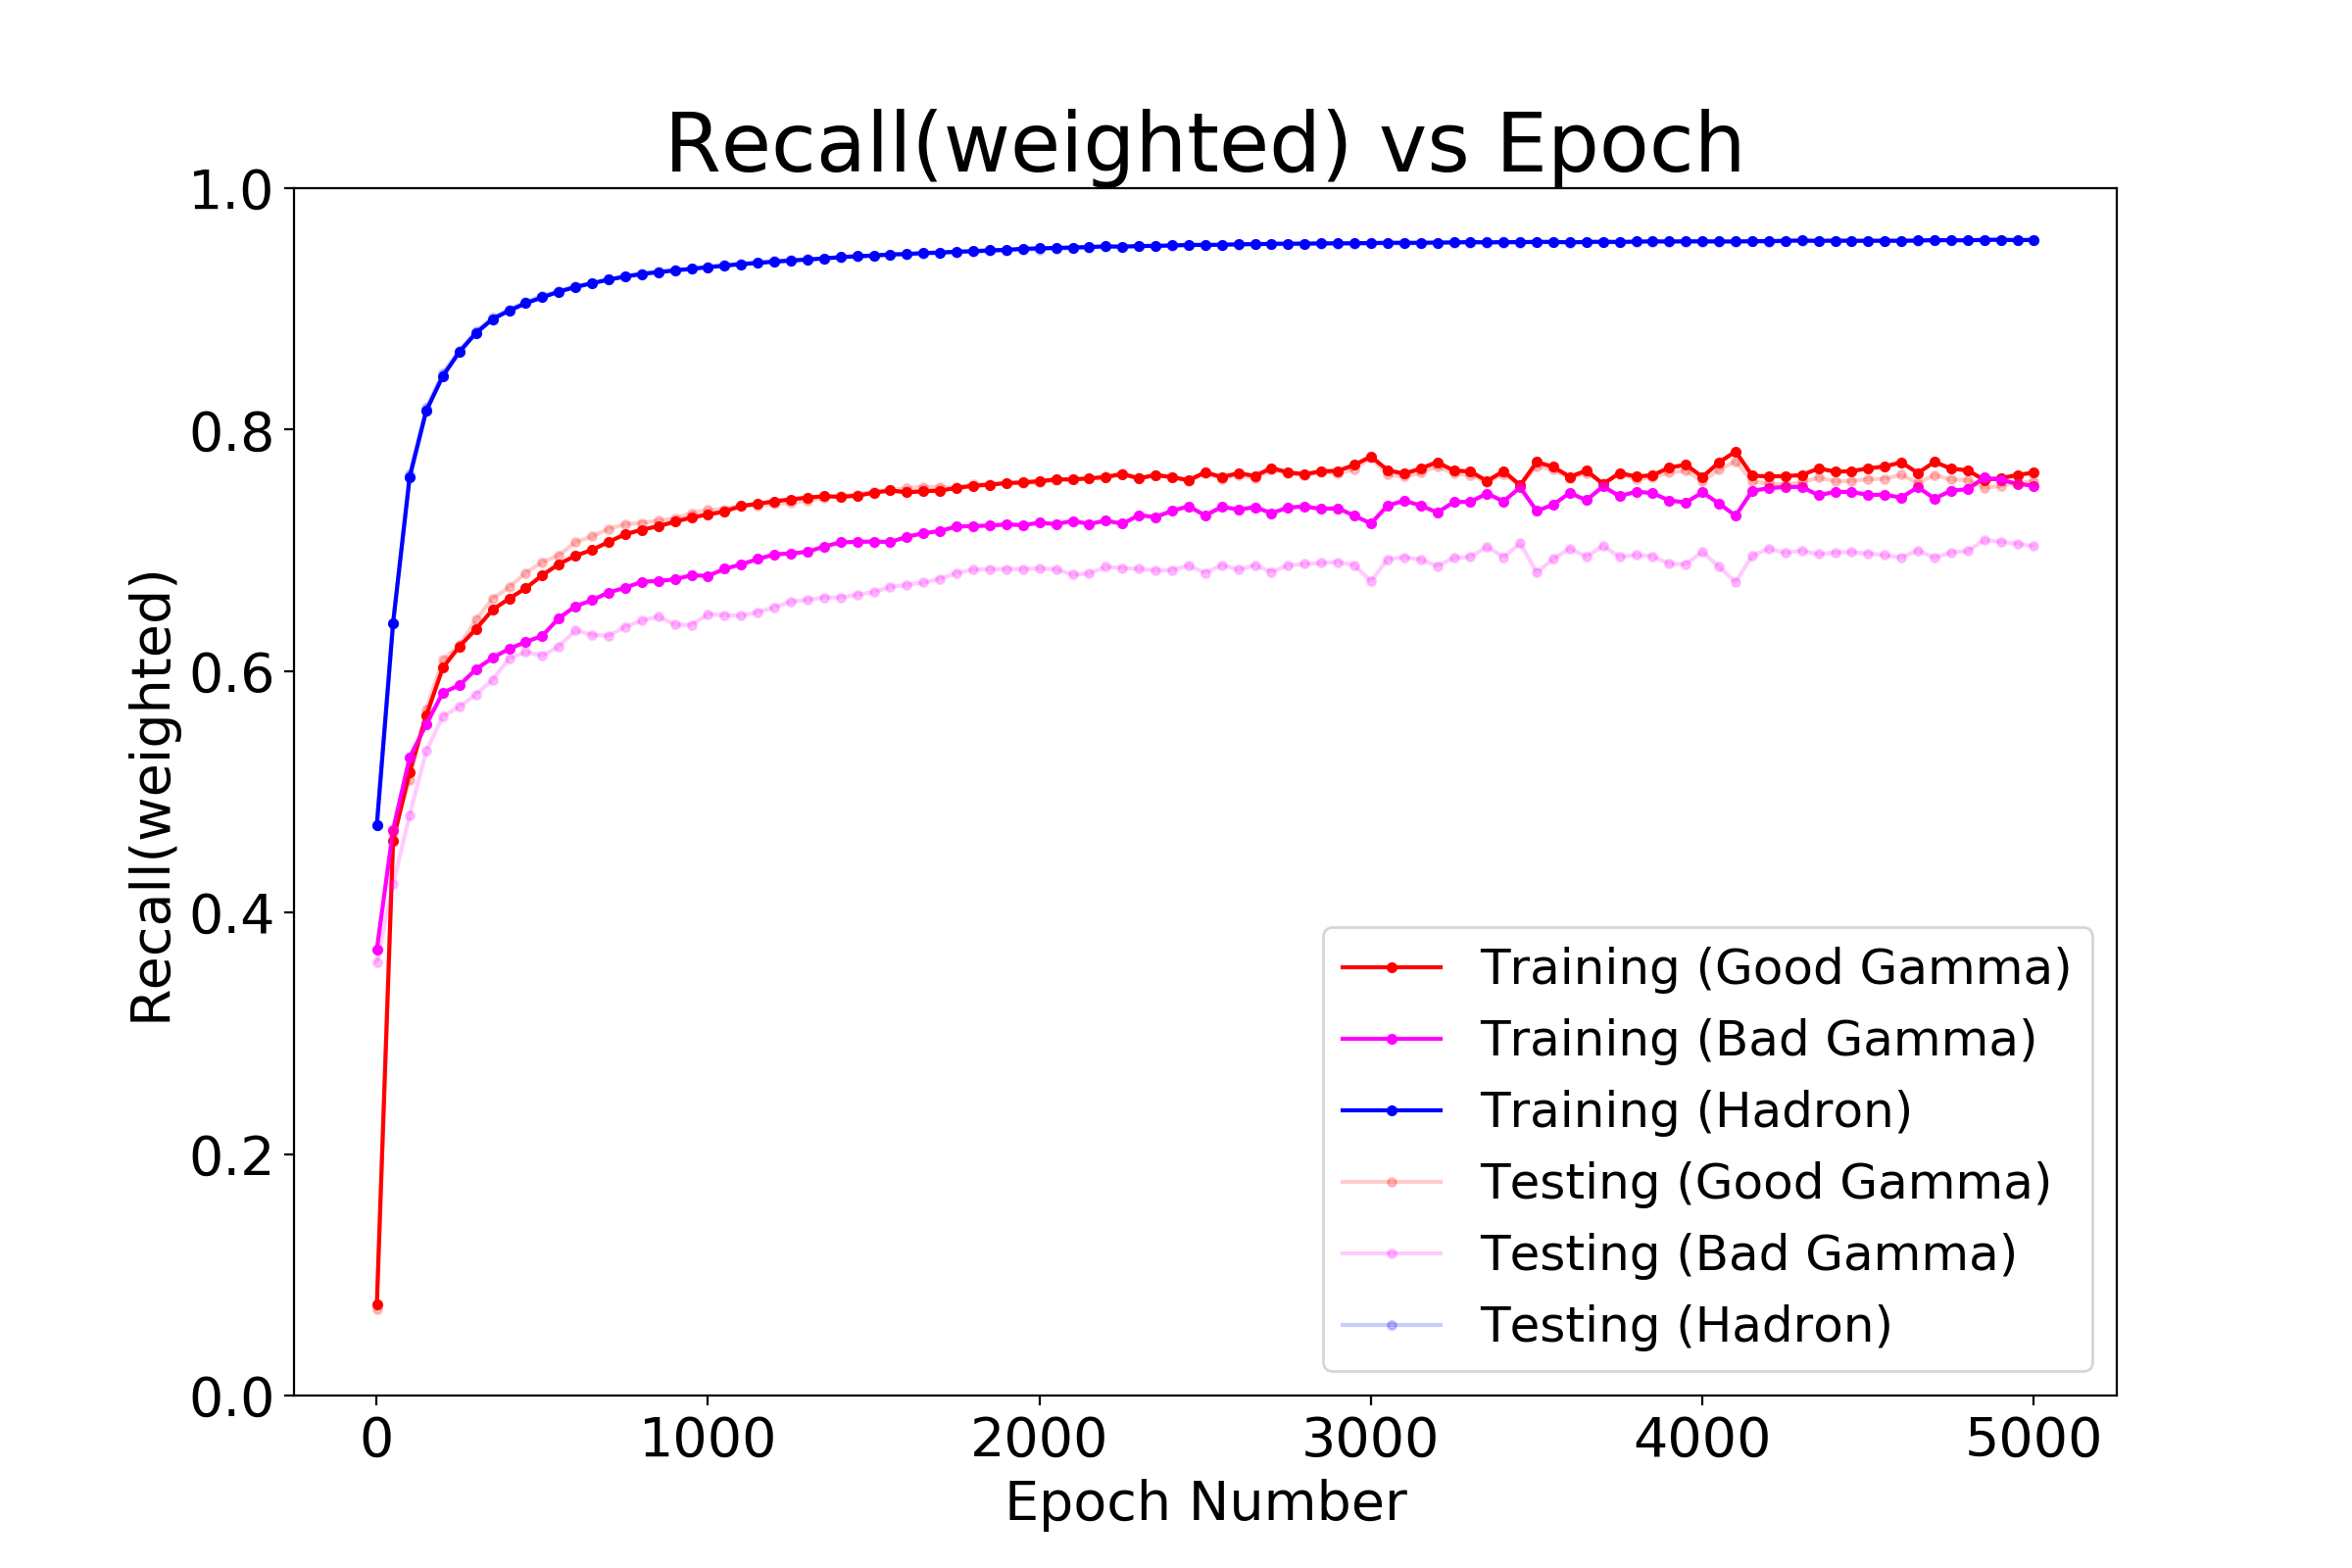 Recall(weighted) vs Epoch
1.0
0.8
0.6
0.4
0.2
0.0
Recall(weighted)
0 1000 2000 3000 4000 5000
Epoch Number
Training (Good Gamma)
Training (Bad Gamma)
Training (Hadron)
Testing (Good Gamma)
Testing (Bad Gamma)
Testing (Hadron)